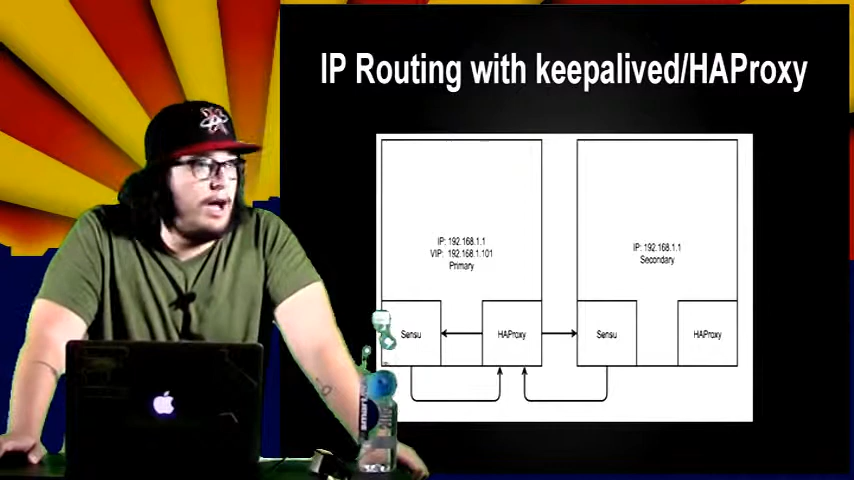 IP Routing with keepalived/HAProxy
IP: 192.168.1.1
VIP: 192.168.1.101
Primary
IP: 192.168.1.1
Secondary
Sensu
HAProxy
Sensu
HAProxy
smart